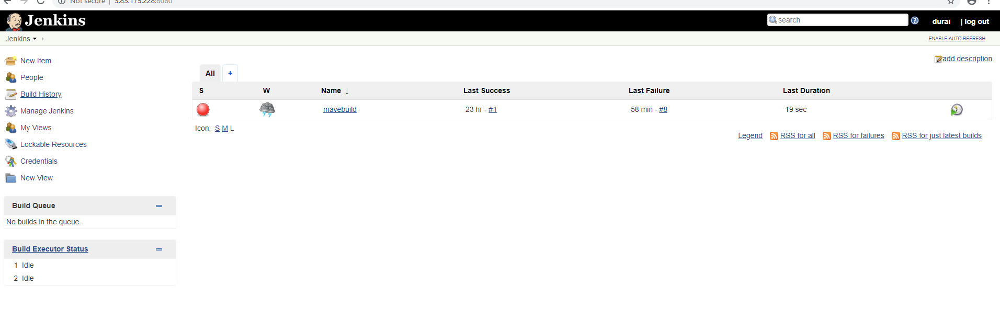 Not secure | 3.83.175.228:8080
Jenkins
search
durai | log out
Jenkins
ENABLE AUTO REFRESH
New Item
People
Build History
Manage Jenkins
My Views
Lockable Resources
Credentials
New View
Build Queue
No builds in the queue.
Build Executor Status
1 Idle
2 Idle
add description
All +
S W Name ↓ Last Success Last Failure Last Duration
mavebuild 23 hr - #1 58 min - #8 19 sec
Icon: S M L
Legend RSS for all RSS for failures RSS for just latest builds